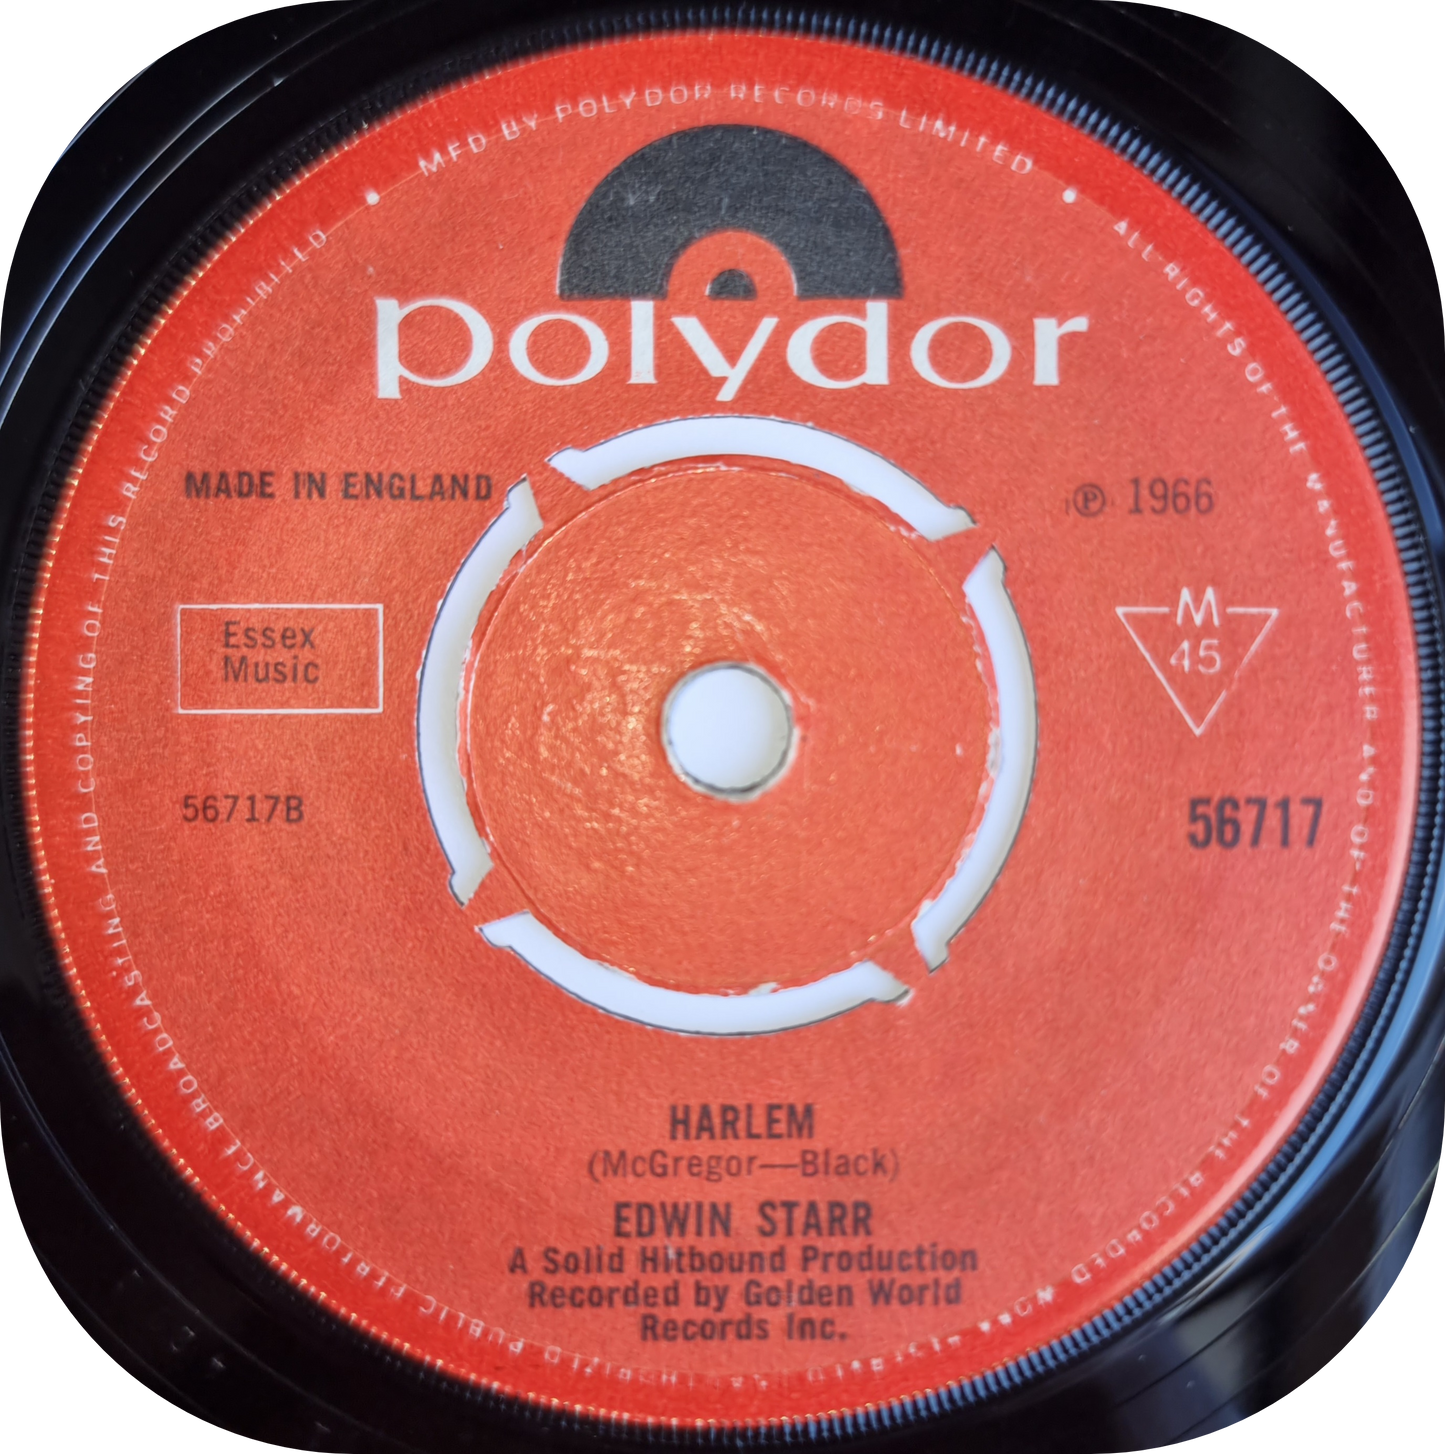 MFD BY POLYDOR RECORDS LIMITED • ALL RIGHTS OF THE MANUFACTURER AND OF THE OWNER OF THE RECORDED WORK RESERVED UNAUTHORIZED PUBLIC PERFORMANCE BROADCASTING AND COPYING OF THIS RECORD PROHIBITED •
polydor
MADE IN ENGLAND
℗ 1966
Essex
Music
M
45
56717B
56717
HARLEM
(McGregor—Black)
EDWIN STARR
A Solid Hitbound Production
Recorded by Golden World
Records Inc.